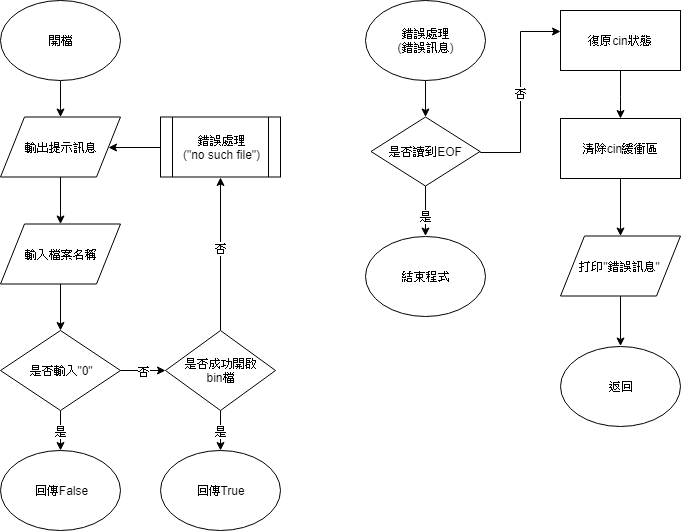 開檔
輸出提示訊息
錯誤處理
("no such file")
輸入檔案名稱
否
是否輸入"0"
否
是否成功開啟
bin檔
是
是
回傳False
回傳True
錯誤處理
(錯誤訊息)
復原cin狀態
否
是否讀到EOF
清除cin緩衝區
是
結束程式
打印"錯誤訊息"
返回